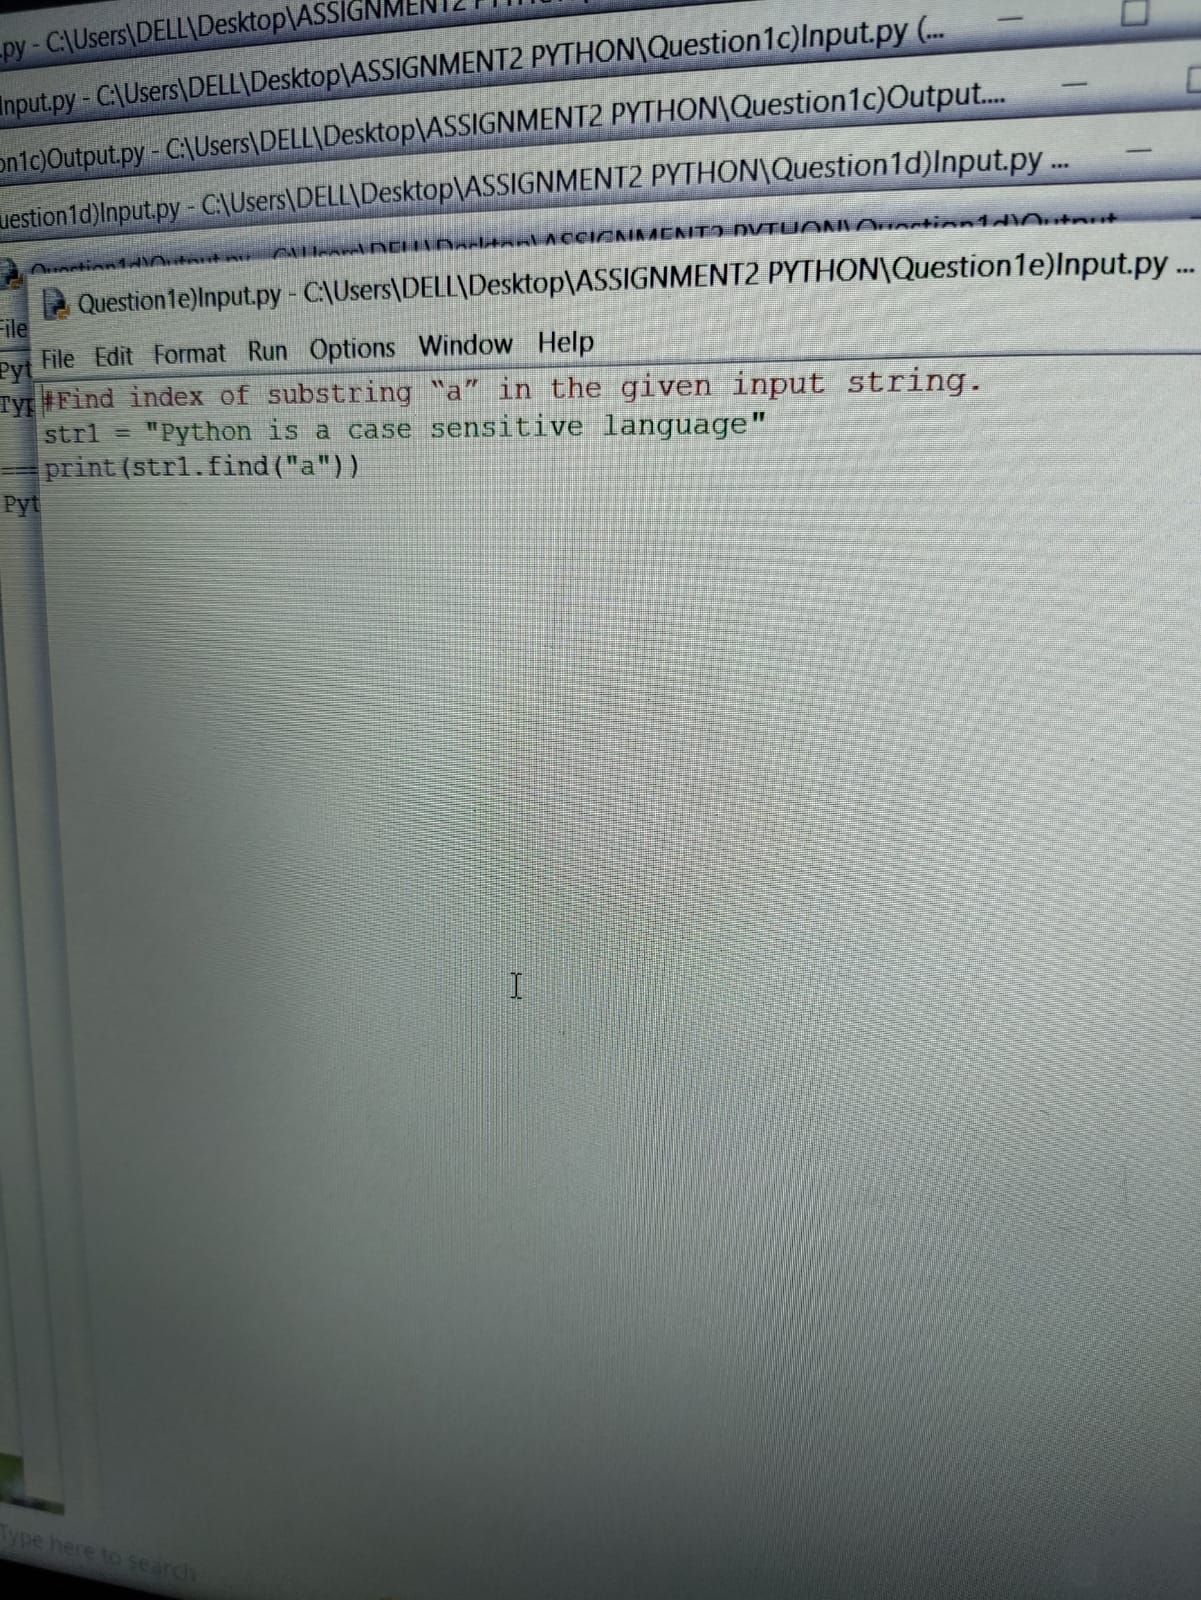 .py - C:\Users\DELL\Desktop\ASSIGNMENT2
Input.py - C:\Users\DELL\Desktop\ASSIGNMENT2 PYTHON\Question1c)Input.py (...
on1c)Output.py - C:\Users\DELL\Desktop\ASSIGNMENT2 PYTHON\Question1c)Output....
uestion1d)Input.py - C:\Users\DELL\Desktop\ASSIGNMENT2 PYTHON\Question1d)Input.py ...
Question1d)Output.py C:\Users\DELL\Desktop\ASSIGNMENT2 PYTHON\Question1d)Output
Question1e)Input.py - C:\Users\DELL\Desktop\ASSIGNMENT2 PYTHON\Question1e)Input.py ...
File
File Edit Format Run Options Window Help
Pyt
#Find index of substring “a” in the given input string.
Typ
str1 = "Python is a case sensitive language"
print(str1.find("a"))
Pyt
Type here to search